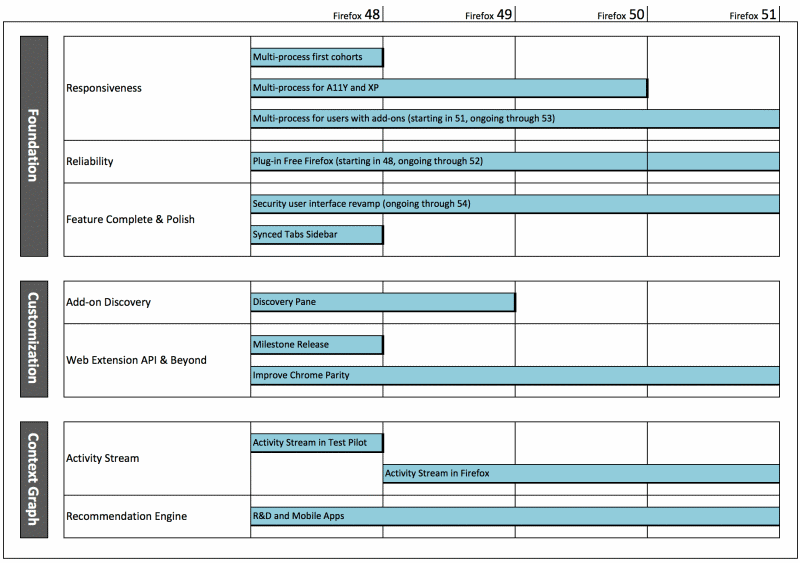 Firefox 48
Firefox 49
Firefox 50
Firefox 51
Foundation
Responsiveness
Multi-process first cohorts
Multi-process for A11Y and XP
Multi-process for users with add-ons (starting in 51, ongoing through 53)
Reliability
Plug-in Free Firefox (starting in 48, ongoing through 52)
Feature Complete & Polish
Security user interface revamp (ongoing through 54)
Synced Tabs Sidebar
Customization
Add-on Discovery
Discovery Pane
Web Extension API & Beyond
Milestone Release
Improve Chrome Parity
Context Graph
Activity Stream
Activity Stream in Test Pilot
Activity Stream in Firefox
Recommendation Engine
R&D and Mobile Apps